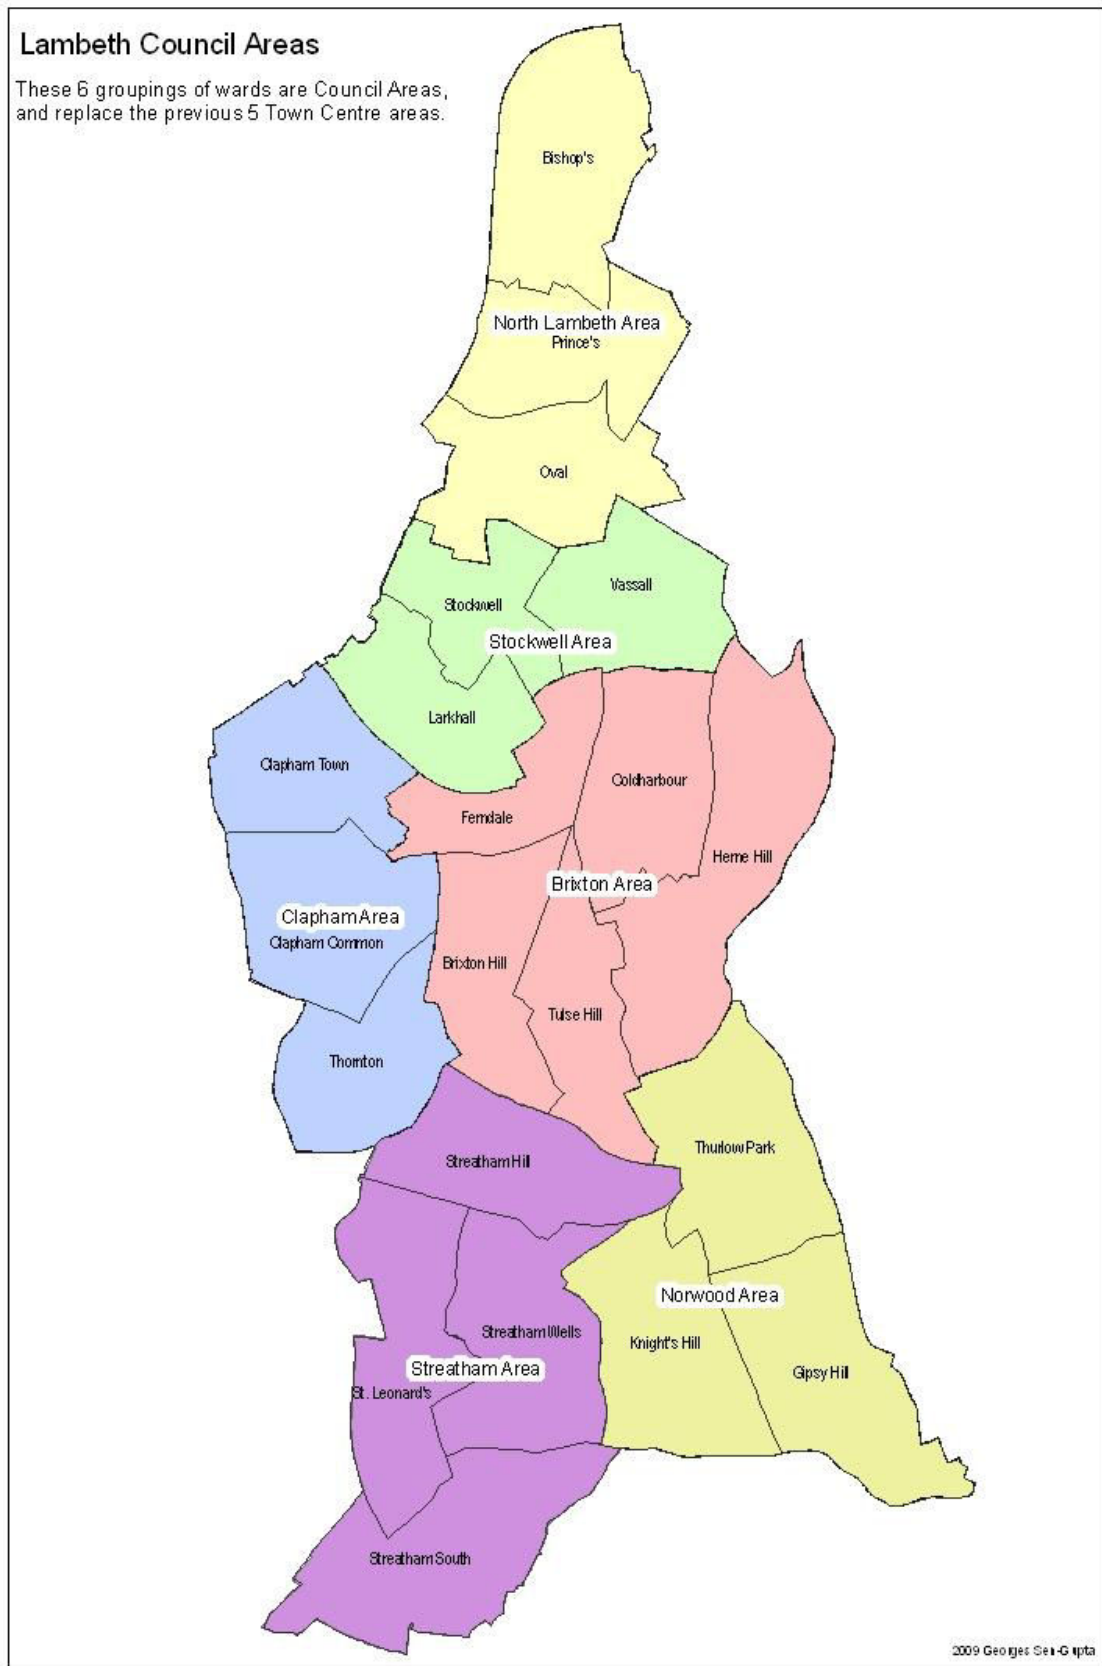 Lambeth Council Areas
These 6 groupings of wards are Council Areas,
and replace the previous 5 Town Centre areas.
Bishop's
North Lambeth Area
Prince's
Oval
Vassall
Stockwell
Stockwell Area
Larkhall
Clapham Town
Coldharbour
Ferndale
Herne Hill
Brixton Area
Clapham Area
Clapham Common
Brixton Hill
Tulse Hill
Thornton
Thurlow Park
Streatham Hill
Norwood Area
Streatham Wells
Knight's Hill
Streatham Area
Gipsy Hill
St. Leonard's
Streatham South
2009 Georges Sen-Gupta